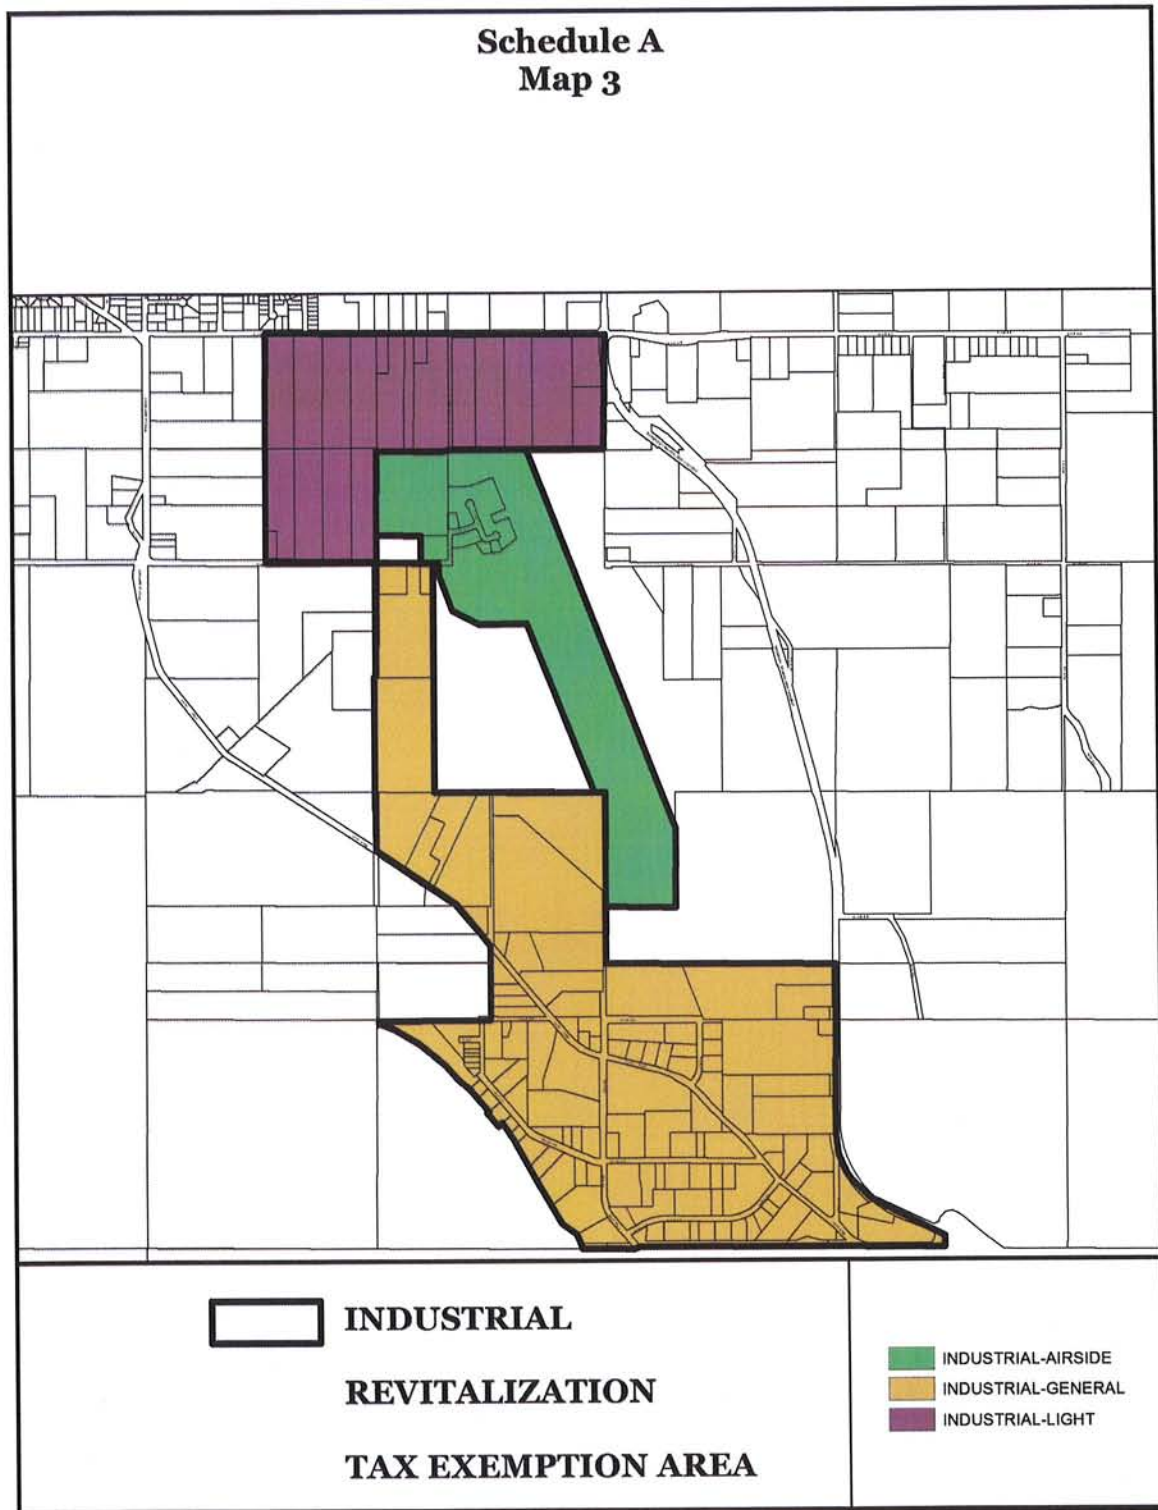 Schedule A
Map 3
INDUSTRIAL
REVITALIZATION
TAX EXEMPTION AREA
INDUSTRIAL-AIRSIDE
INDUSTRIAL-GENERAL
INDUSTRIAL-LIGHT